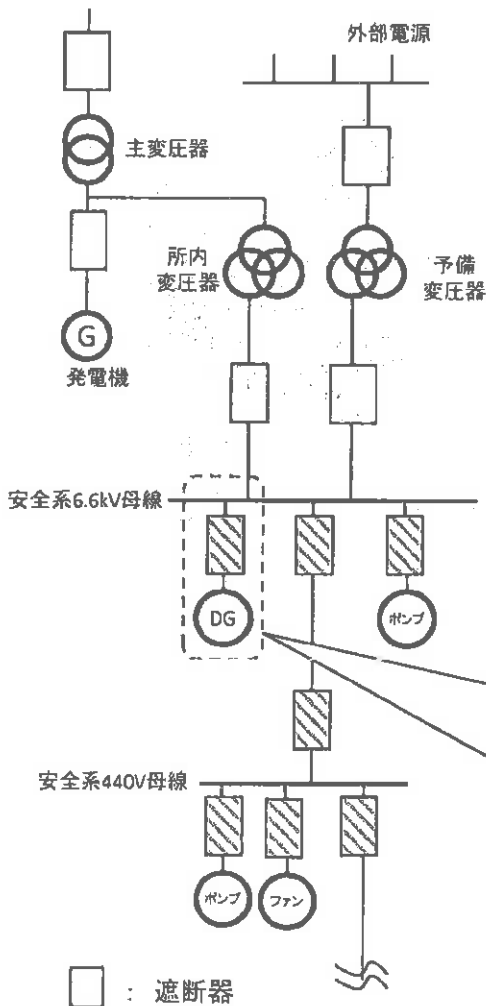 外部電源
主変圧器
所内
変圧器
予備
変圧器
G
発電機
安全系6.6kV母線
DG
ポンプ
安全系440V母線
ポンプ
ファン
：遮断器